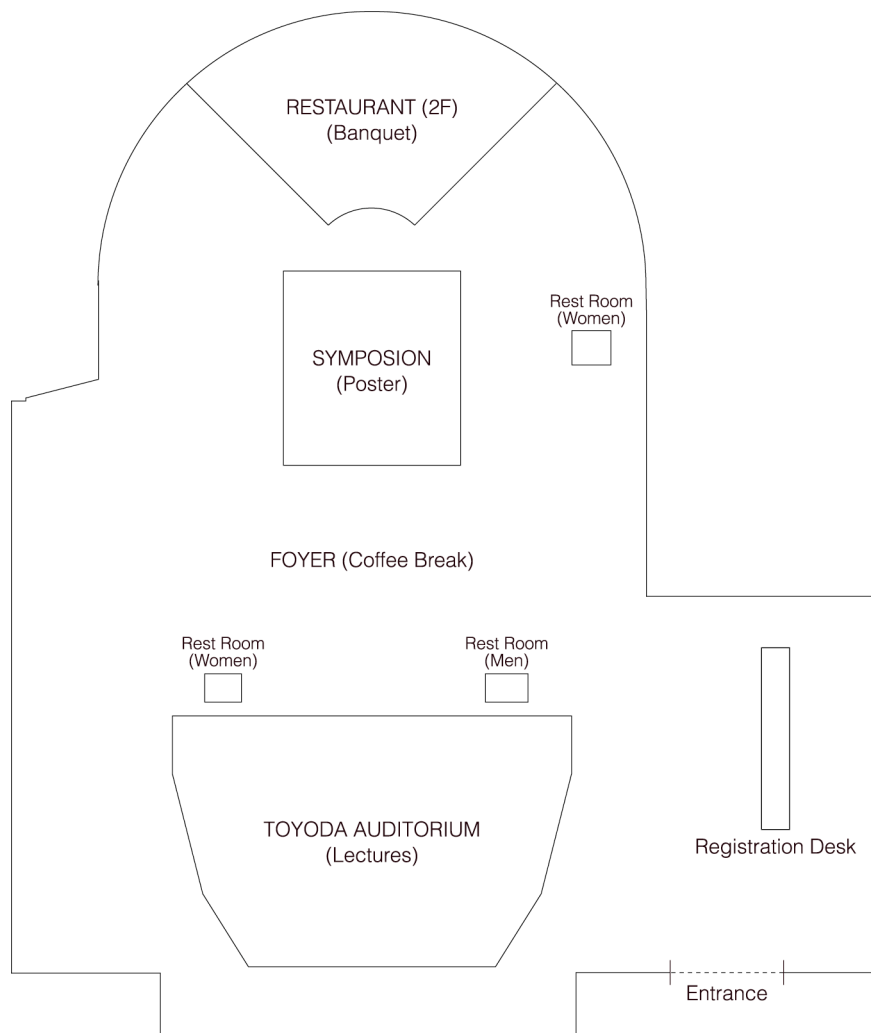 RESTAURANT (2F)
(Banquet)
Rest Room
(Women)
SYMPOSION
(Poster)
FOYER (Coffee Break)
Rest Room
(Women)
Rest Room
(Men)
TOYODA AUDITORIUM
(Lectures)
Registration Desk
Entrance